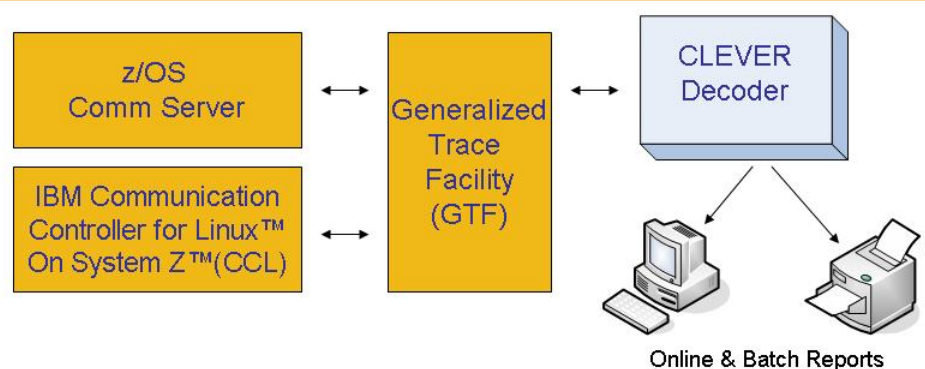 z/OS
Comm Server
IBM Communication
Controller for Linux™
On System Z™(CCL)
Generalized
Trace
Facility
(GTF)
CLEVER
Decoder
Online & Batch Reports